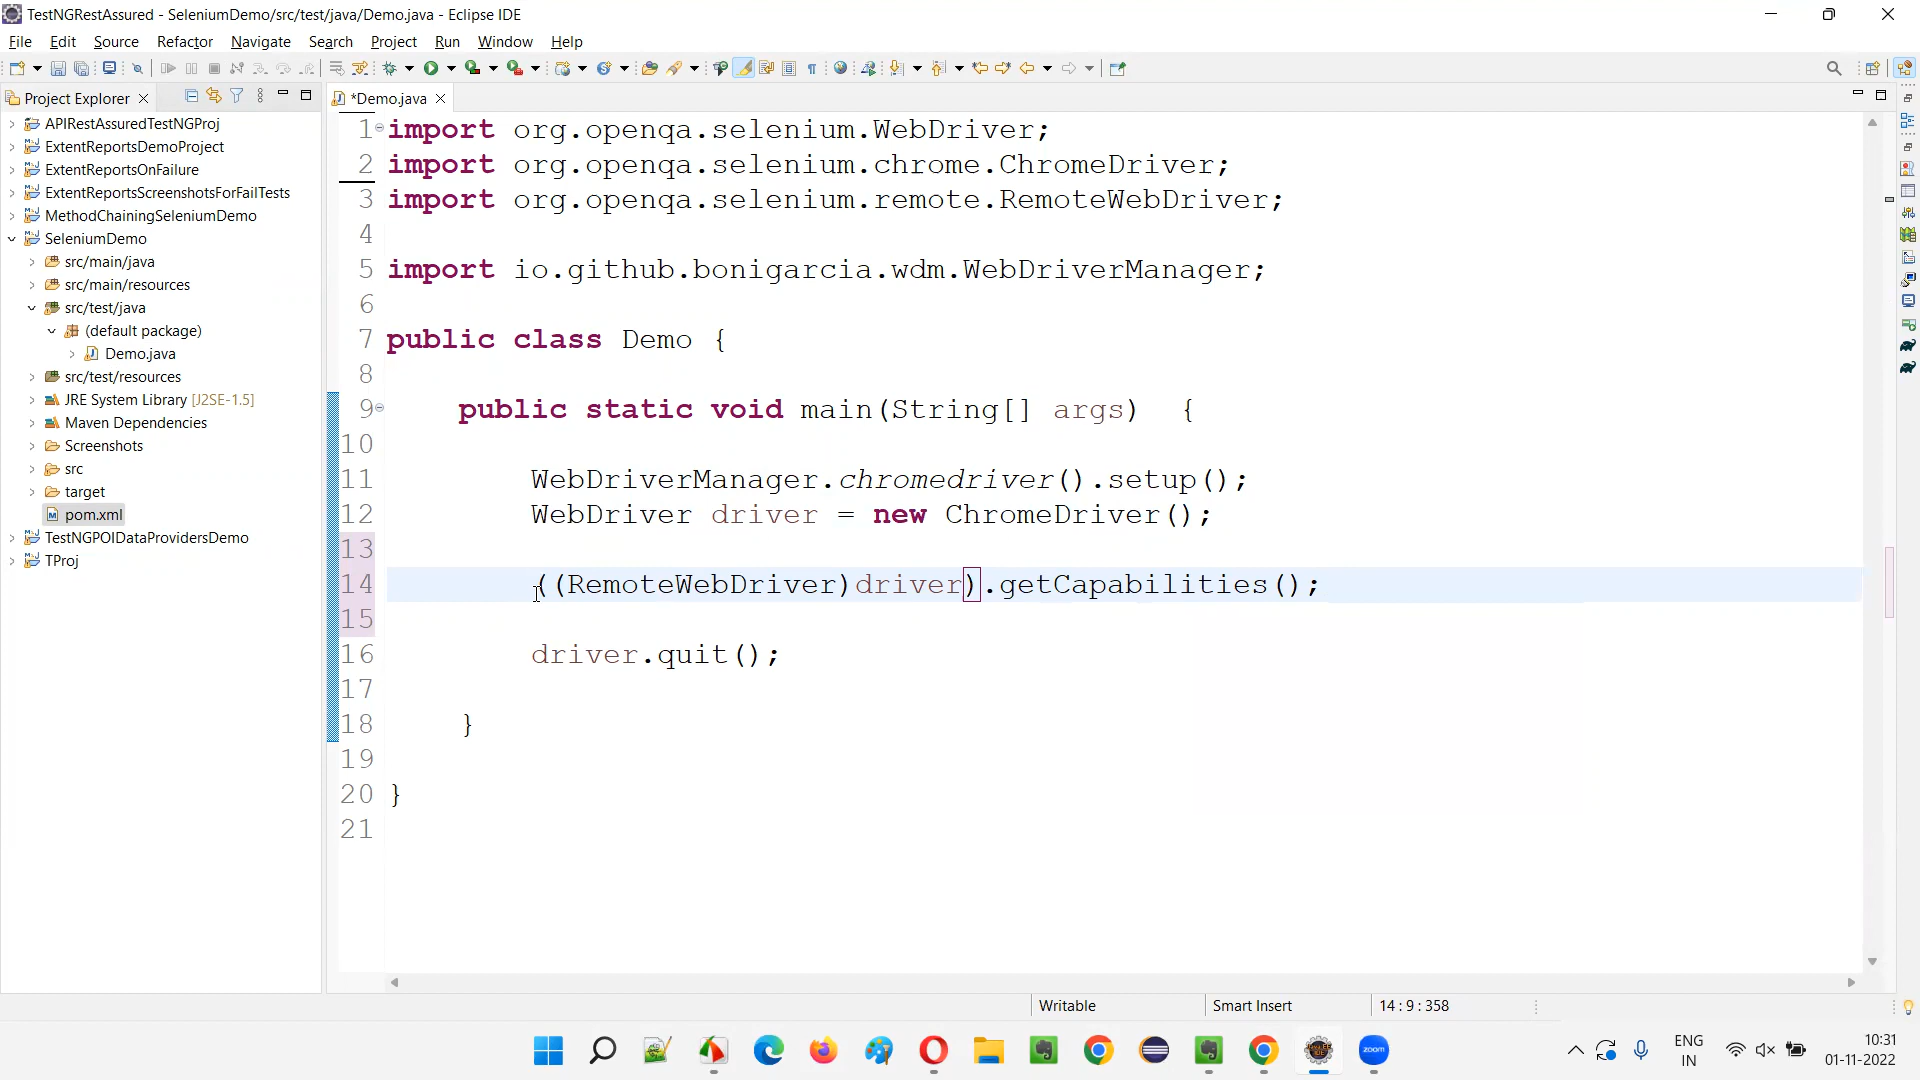 TestNGRestAssured - SeleniumDemo/src/test/java/Demo.java - Eclipse IDE
File Edit Source Refactor Navigate Search Project Run Window Help
Project Explorer
*Demo.java
APIRestAssuredTestNGProj
ExtentReportsDemoProject
ExtentReportsOnFailure
ExtentReportsScreenshotsForFailTests
MethodChainingSeleniumDemo
SeleniumDemo
src/main/java
src/main/resources
src/test/java
(default package)
Demo.java
src/test/resources
JRE System Library [J2SE-1.5]
Maven Dependencies
Screenshots
src
target
pom.xml
TestNGPOIDataProvidersDemo
TProj
1 import org.openqa.selenium.WebDriver;
2 import org.openqa.selenium.chrome.ChromeDriver;
3 import org.openqa.selenium.remote.RemoteWebDriver;
4
5 import io.github.bonigarcia.wdm.WebDriverManager;
6
7 public class Demo {
8
9 public static void main(String[] args) {
10
11 WebDriverManager.chromedriver().setup();
12 WebDriver driver = new ChromeDriver();
13
14 ((RemoteWebDriver)driver).getCapabilities();
15
16 driver.quit();
17
18 }
19
20 }
21
Writable Smart Insert 14 : 9 : 358
zoom
ENG
IN
10:31
01-11-2022